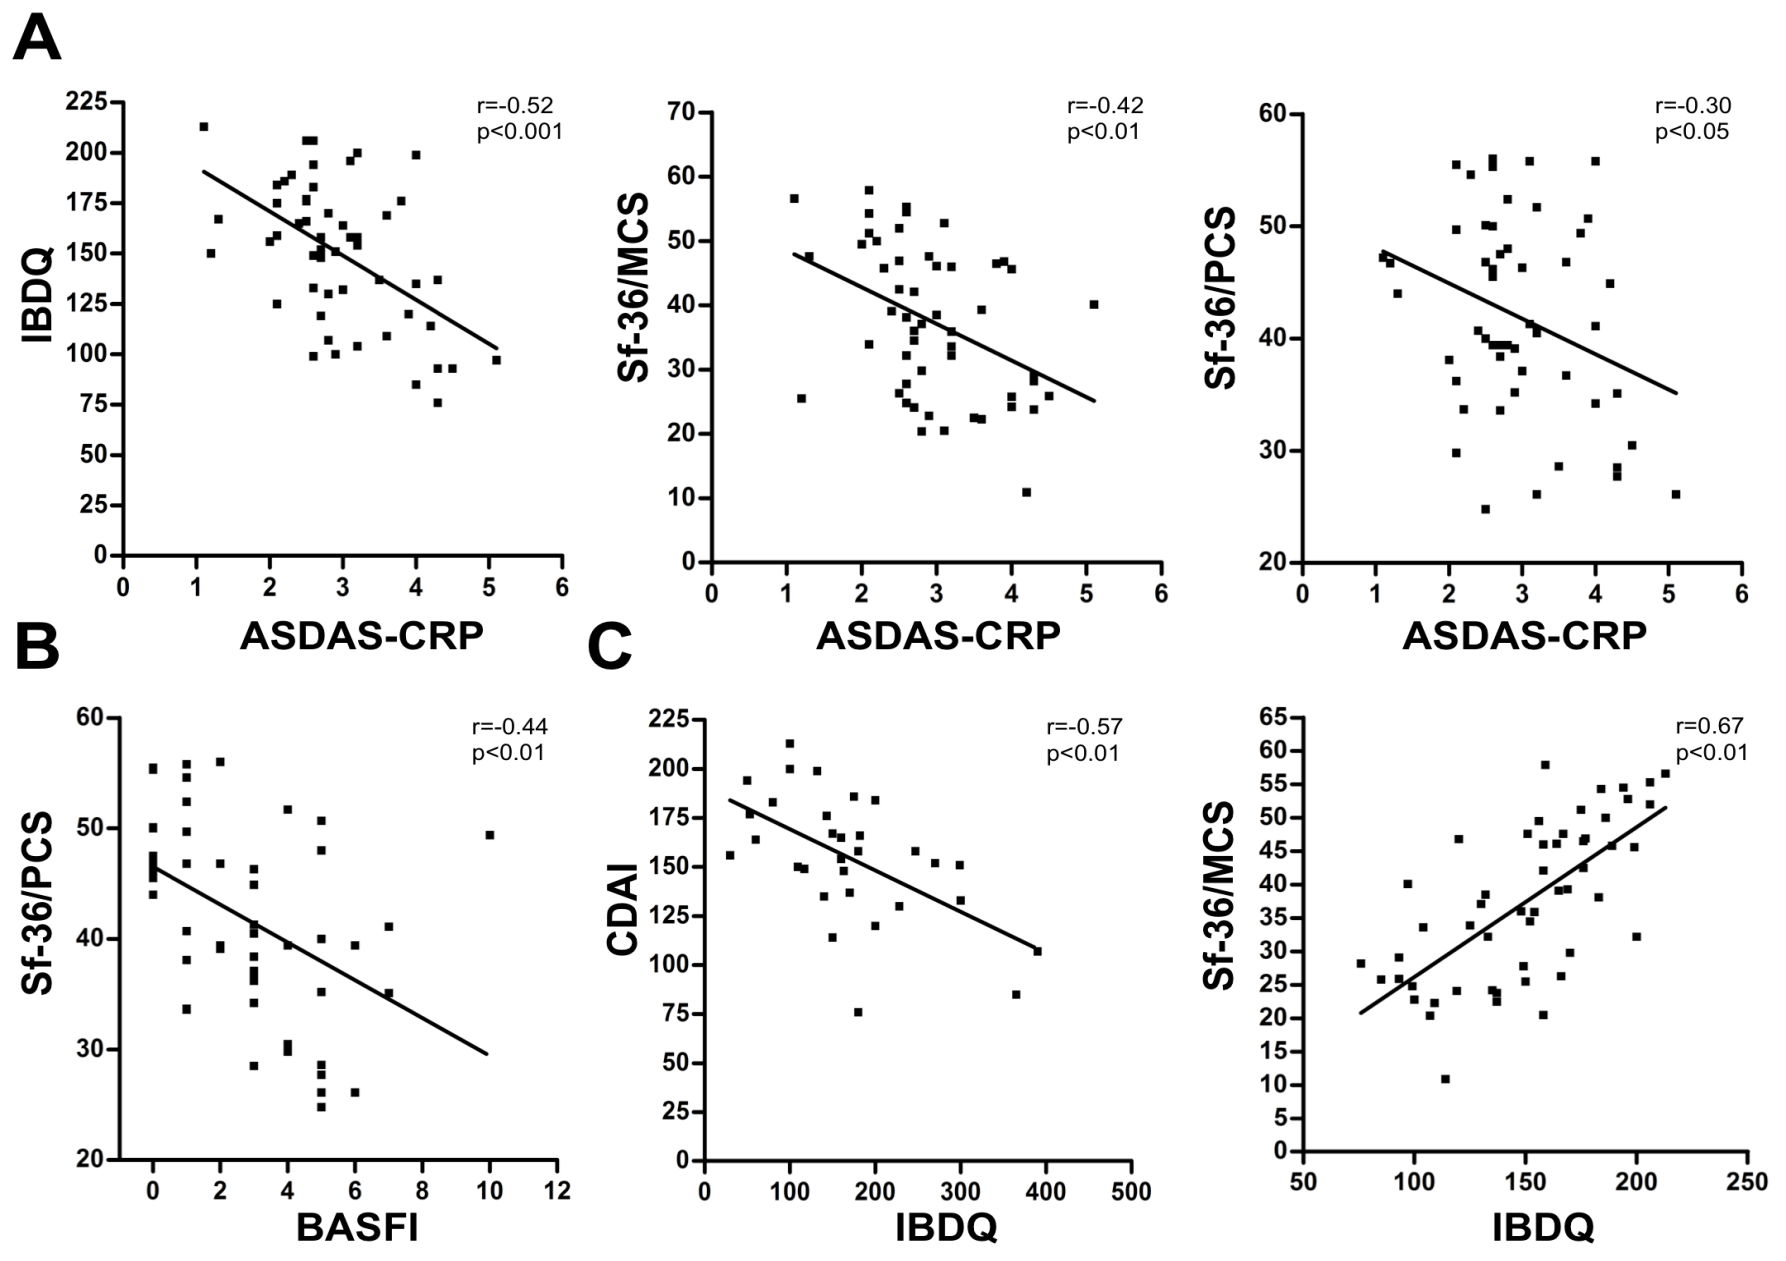 A
r=-0.52
p<0.001
IBDQ
225
200
175
150
125
100
75
50
25
0
0 1 2 3 4 5 6
ASDAS-CRP
r=-0.42
p<0.01
Sf-36/MCS
70
60
50
40
30
20
10
0
0 1 2 3 4 5 6
ASDAS-CRP
r=-0.30
p<0.05
Sf-36/PCS
60
50
40
30
20
0 1 2 3 4 5 6
ASDAS-CRP
B
r=-0.44
p<0.01
Sf-36/PCS
60
50
40
30
20
0 2 4 6 8 10 12
BASFI
C
r=-0.57
p<0.01
CDAI
225
200
175
150
125
100
75
50
25
0
0 100 200 300 400 500
IBDQ
r=0.67
p<0.01
Sf-36/MCS
65
60
55
50
45
40
35
30
25
20
15
10
5
0
50 100 150 200 250
IBDQ